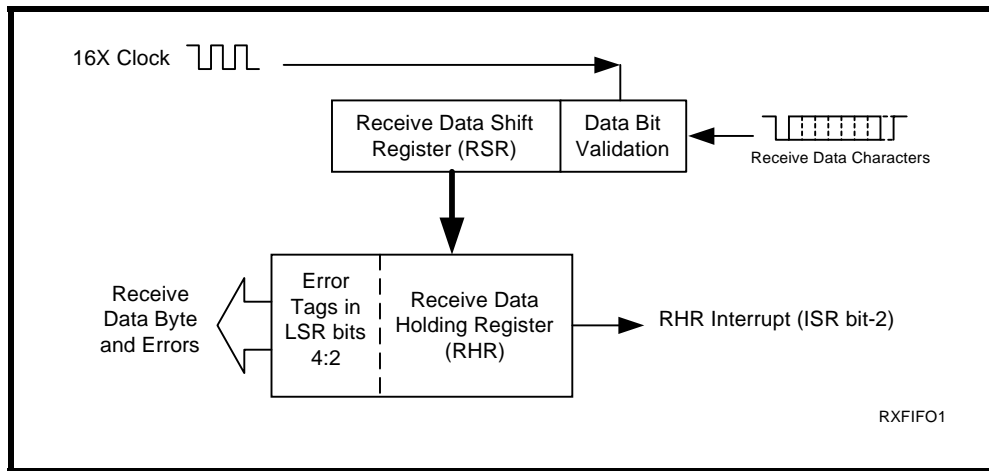 16X Clock
Receive Data Shift
Register (RSR)
Data Bit
Validation
Receive Data Characters
Receive
Data Byte
and Errors
Error
Tags in
LSR bits
4:2
Receive Data
Holding Register
(RHR)
RHR Interrupt (ISR bit-2)
RXFIFO1